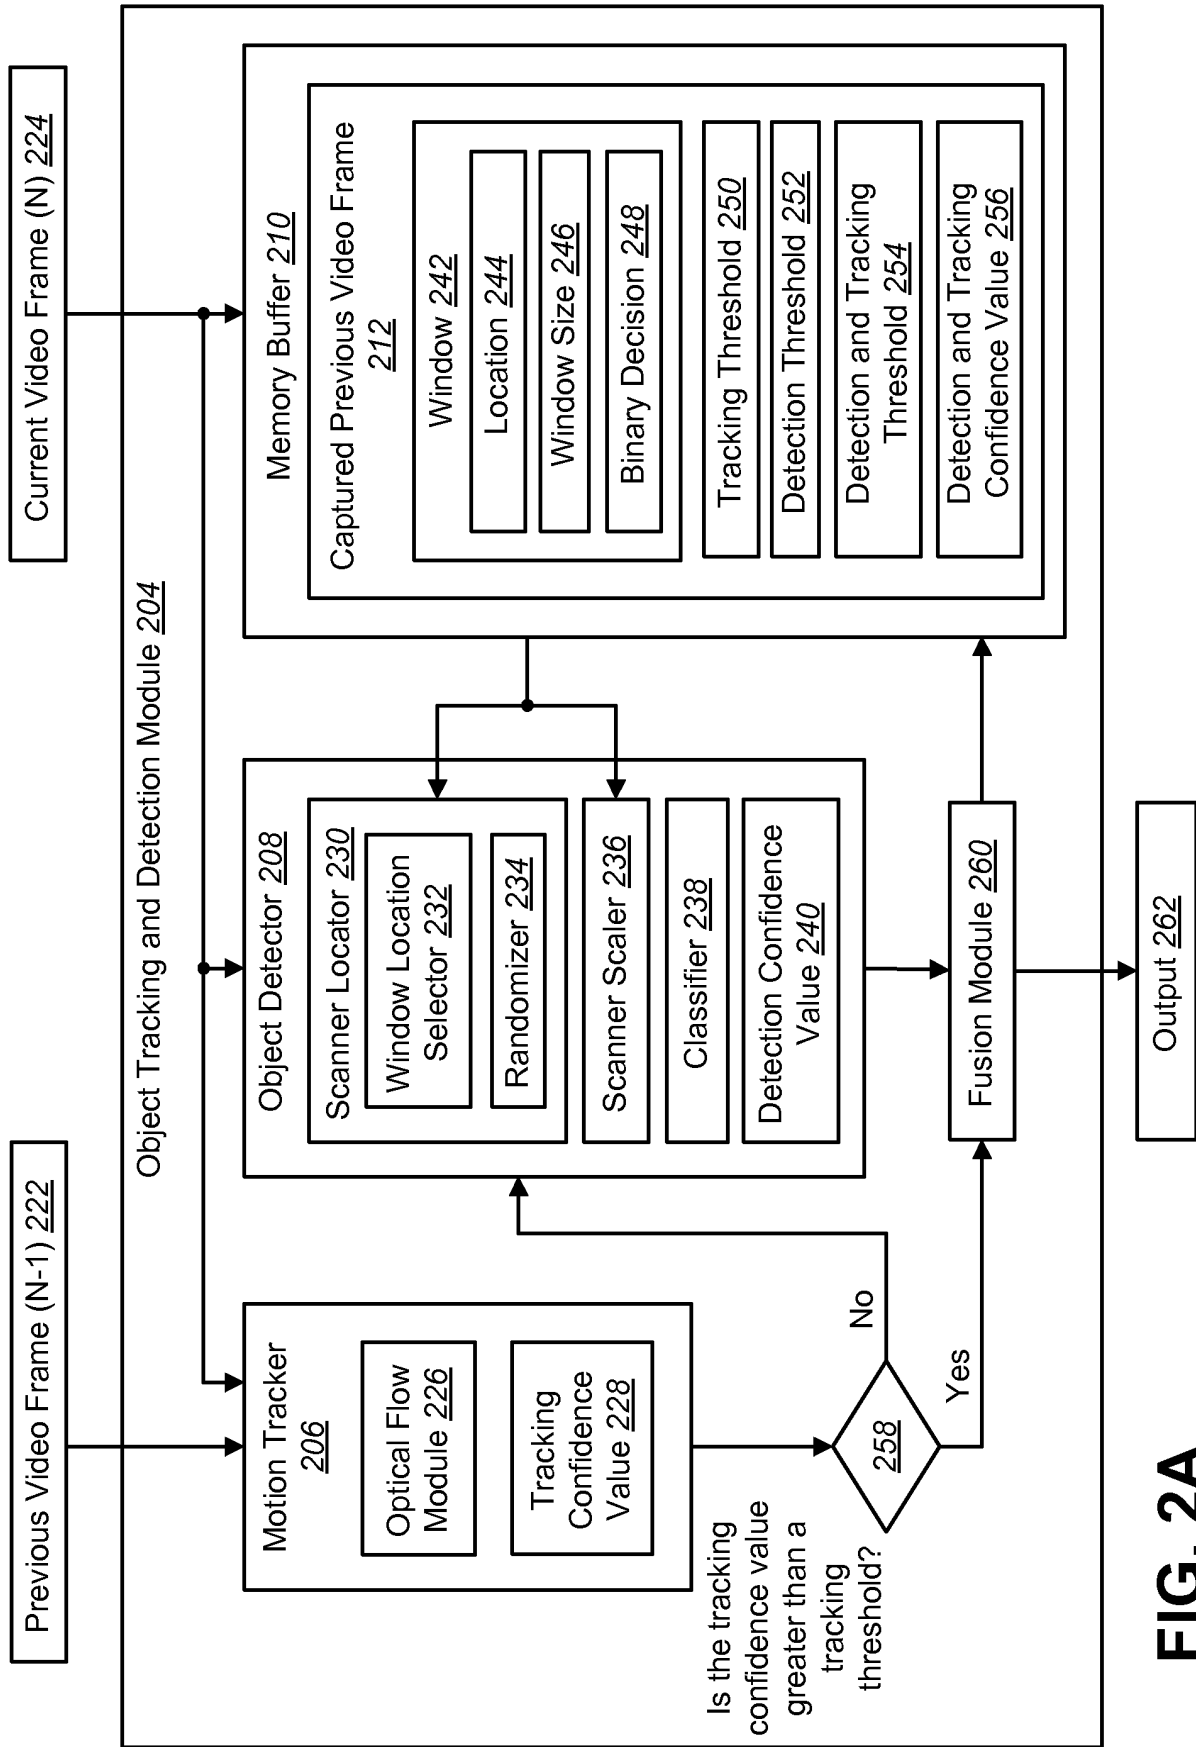 Previous Video Frame (N-1) 222
Current Video Frame (N) 224
Object Tracking and Detection Module 204
Motion Tracker
206
Optical Flow
Module 226
Tracking
Confidence
Value 228
Is the tracking
confidence value
greater than a
tracking
threshold?
258
No
Yes
Object Detector 208
Scanner Locator 230
Window Location
Selector 232
Randomizer 234
Scanner Scaler 236
Classifier 238
Detection Confidence
Value 240
Memory Buffer 210
Captured Previous Video Frame
212
Window 242
Location 244
Window Size 246
Binary Decision 248
Tracking Threshold 250
Detection Threshold 252
Detection and Tracking
Threshold 254
Detection and Tracking
Confidence Value 256
Fusion Module 260
Output 262
FIG. 2A